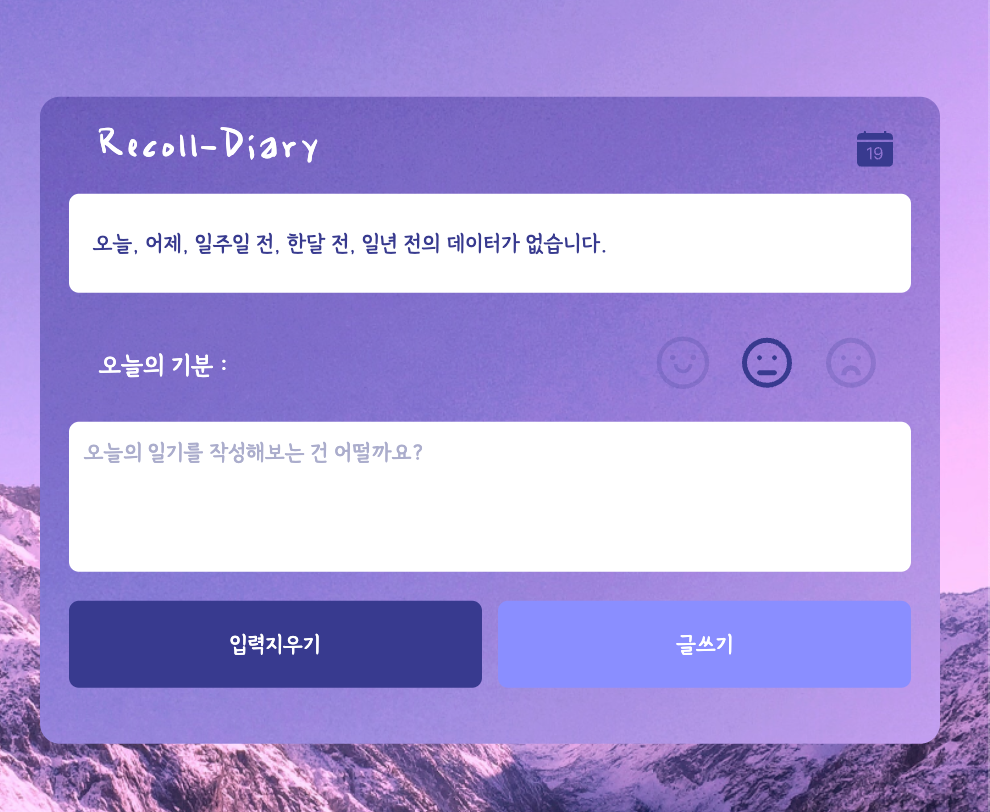 Recoll-Diary
19
오늘, 어제, 일주일 전, 한달 전, 일년 전의 데이터가 없습니다.
오늘의 기분 :
오늘의 일기를 작성해보는 건 어떨까요?
입력지우기
글쓰기